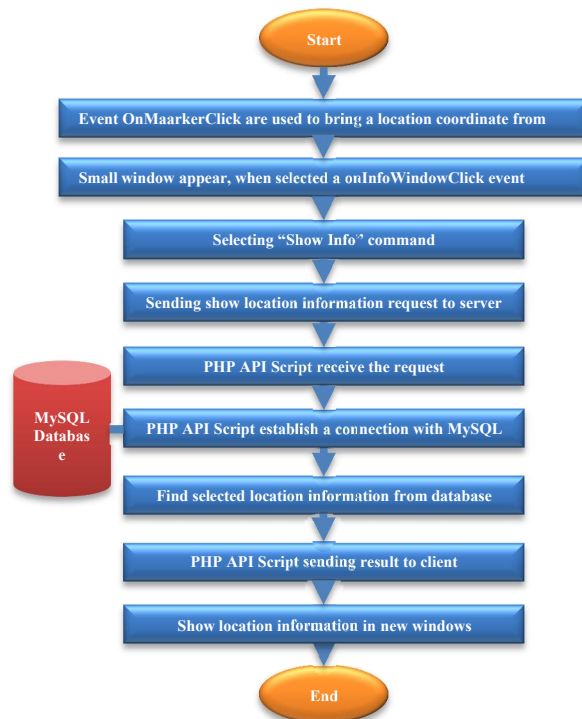 Start
Event OnMaarkerClick are used to bring a location coordinate from
Small window appear, when selected a onInfoWindowClick event
Selecting “Show Info” command
Sending show location information request to server
PHP API Script receive the request
MySQL
Databas
e
PHP API Script establish a connection with MySQL
Find selected location information from database
PHP API Script sending result to client
Show location information in new windows
End